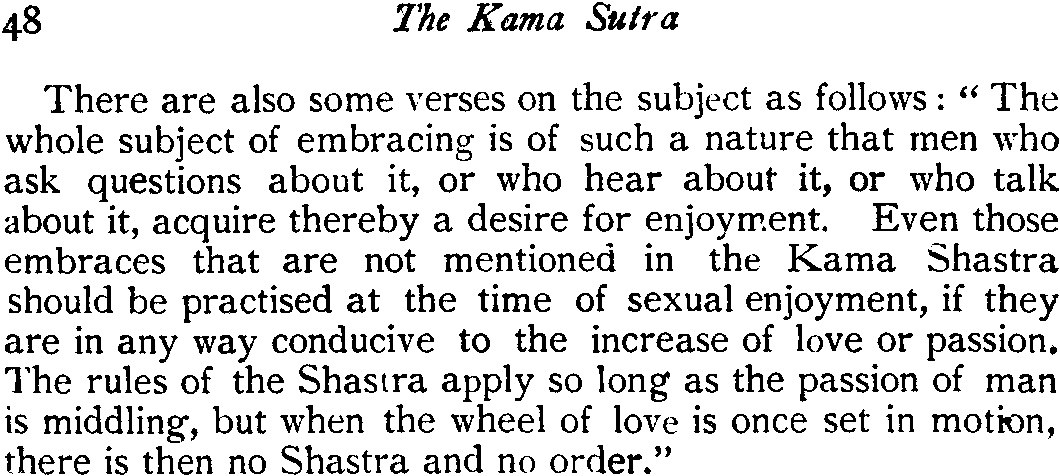 48 The Kama Sutra
There are also some verses on the subject as follows : “ The
whole subject of embracing is of such a nature that men who
ask questions about it, or who hear about it, or who talk
about it, acquire thereby a desire for enjoyment. Even those
embraces that are not mentioned in the Kama Shastra
should be practised at the time of sexual enjoyment, if they
are in any way conducive to the increase of love or passion.
The rules of the Shastra apply so long as the passion of man
is middling, but when the wheel of love is once set in motion,
there is then no Shastra and no order.”